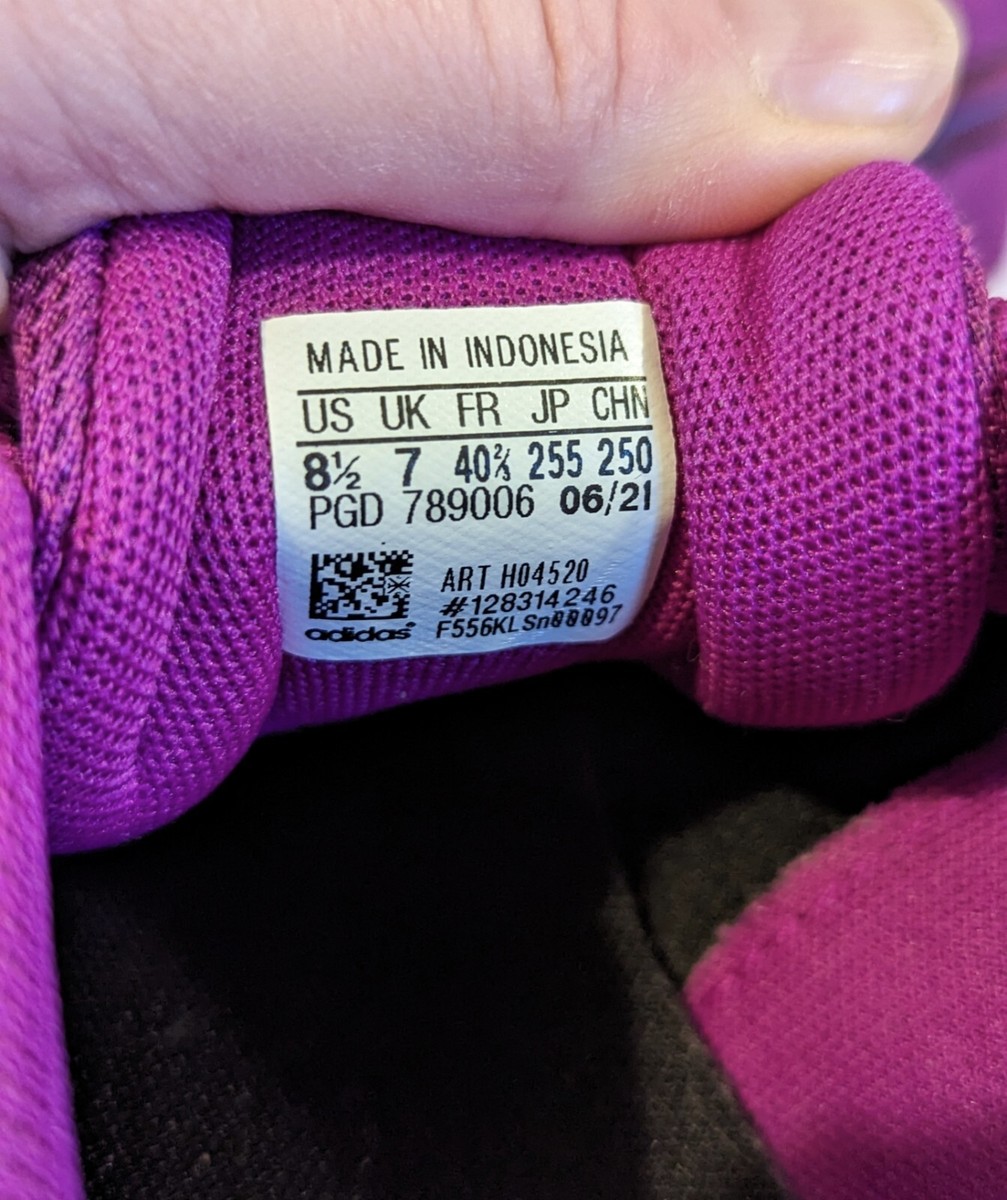 MADE IN INDONESIA
US UK FR JP CHN
8½ 7 40⅔ 255 250
PGD 789006 06/21
ART H04520
#128314246
F556KLSn00097
adidas®